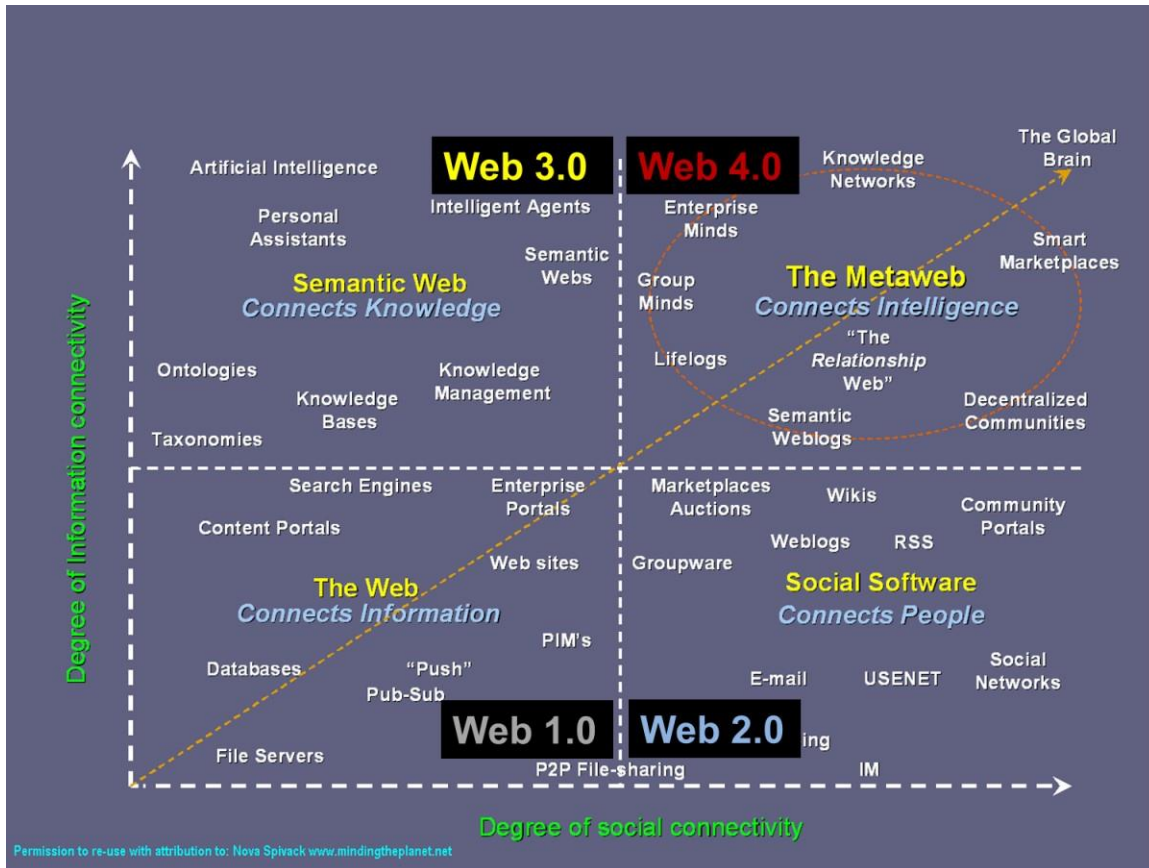 The Global
Brain
Artificial Intelligence
Web 3.0
Web 4.0
Knowledge
Networks
Intelligent Agents
Enterprise
Minds
Personal
Assistants
Semantic
Webs
Smart
Marketplaces
Semantic Web
Connects Knowledge
Group
Minds
The Metaweb
Connects Intelligence
"The
Relationship
Web"
Lifelogs
Ontologies
Knowledge
Bases
Knowledge
Management
Taxonomies
Semantic
Weblogs
Decentralized
Communities
Degree of Information connectivity
Search Engines
Enterprise
Portals
Content Portals
Web sites
Marketplaces
Auctions
Wikis
Community
Portals
Weblogs
RSS
Groupware
The Web
Connects Information
Social Software
Connects People
PIM's
Databases
"Push"
Pub-Sub
E-mail
USENET
Social
Networks
Web 1.0
Web 2.0
ing
File Servers
P2P File-sharing
IM
Degree of social connectivity
Permission to re-use with attribution to: Nova Spivack www.mindingtheplanet.net